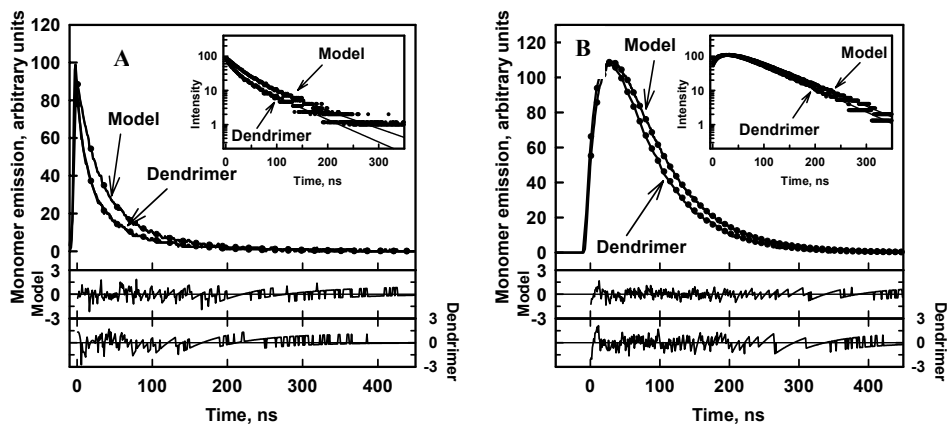 A
Monomer emission, arbitrary units
120
100
80
60
40
20
0
Model
Dendrimer
Intensity
100
10
1
Model
Dendrimer
0 100 200 300
Time, ns
Model
3
0
-3
Dendrimer
3
0
-3
0 100 200 300 400
Time, ns
B
Monomer emission, arbitrary units
120
100
80
60
40
20
0
Model
Dendrimer
Intensity
100
10
1
Model
Dendrimer
0 100 200 300
Time, ns
Model
3
0
-3
Dendrimer
3
0
-3
0 100 200 300 400
Time, ns